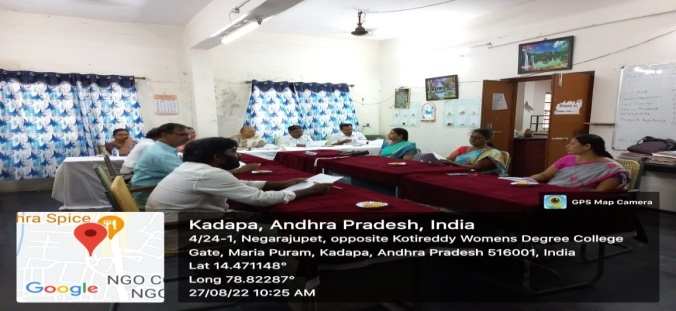 GPS Map Camera
hra Spice
Google
NGO CO
NGO
Kadapa, Andhra Pradesh, India
4/24-1, Negarajupet, opposite Kotireddy Womens Degree College
Gate, Maria Puram, Kadapa, Andhra Pradesh 516001, India
Lat 14.471148°
Long 78.82287°
27/08/22 10:25 AM